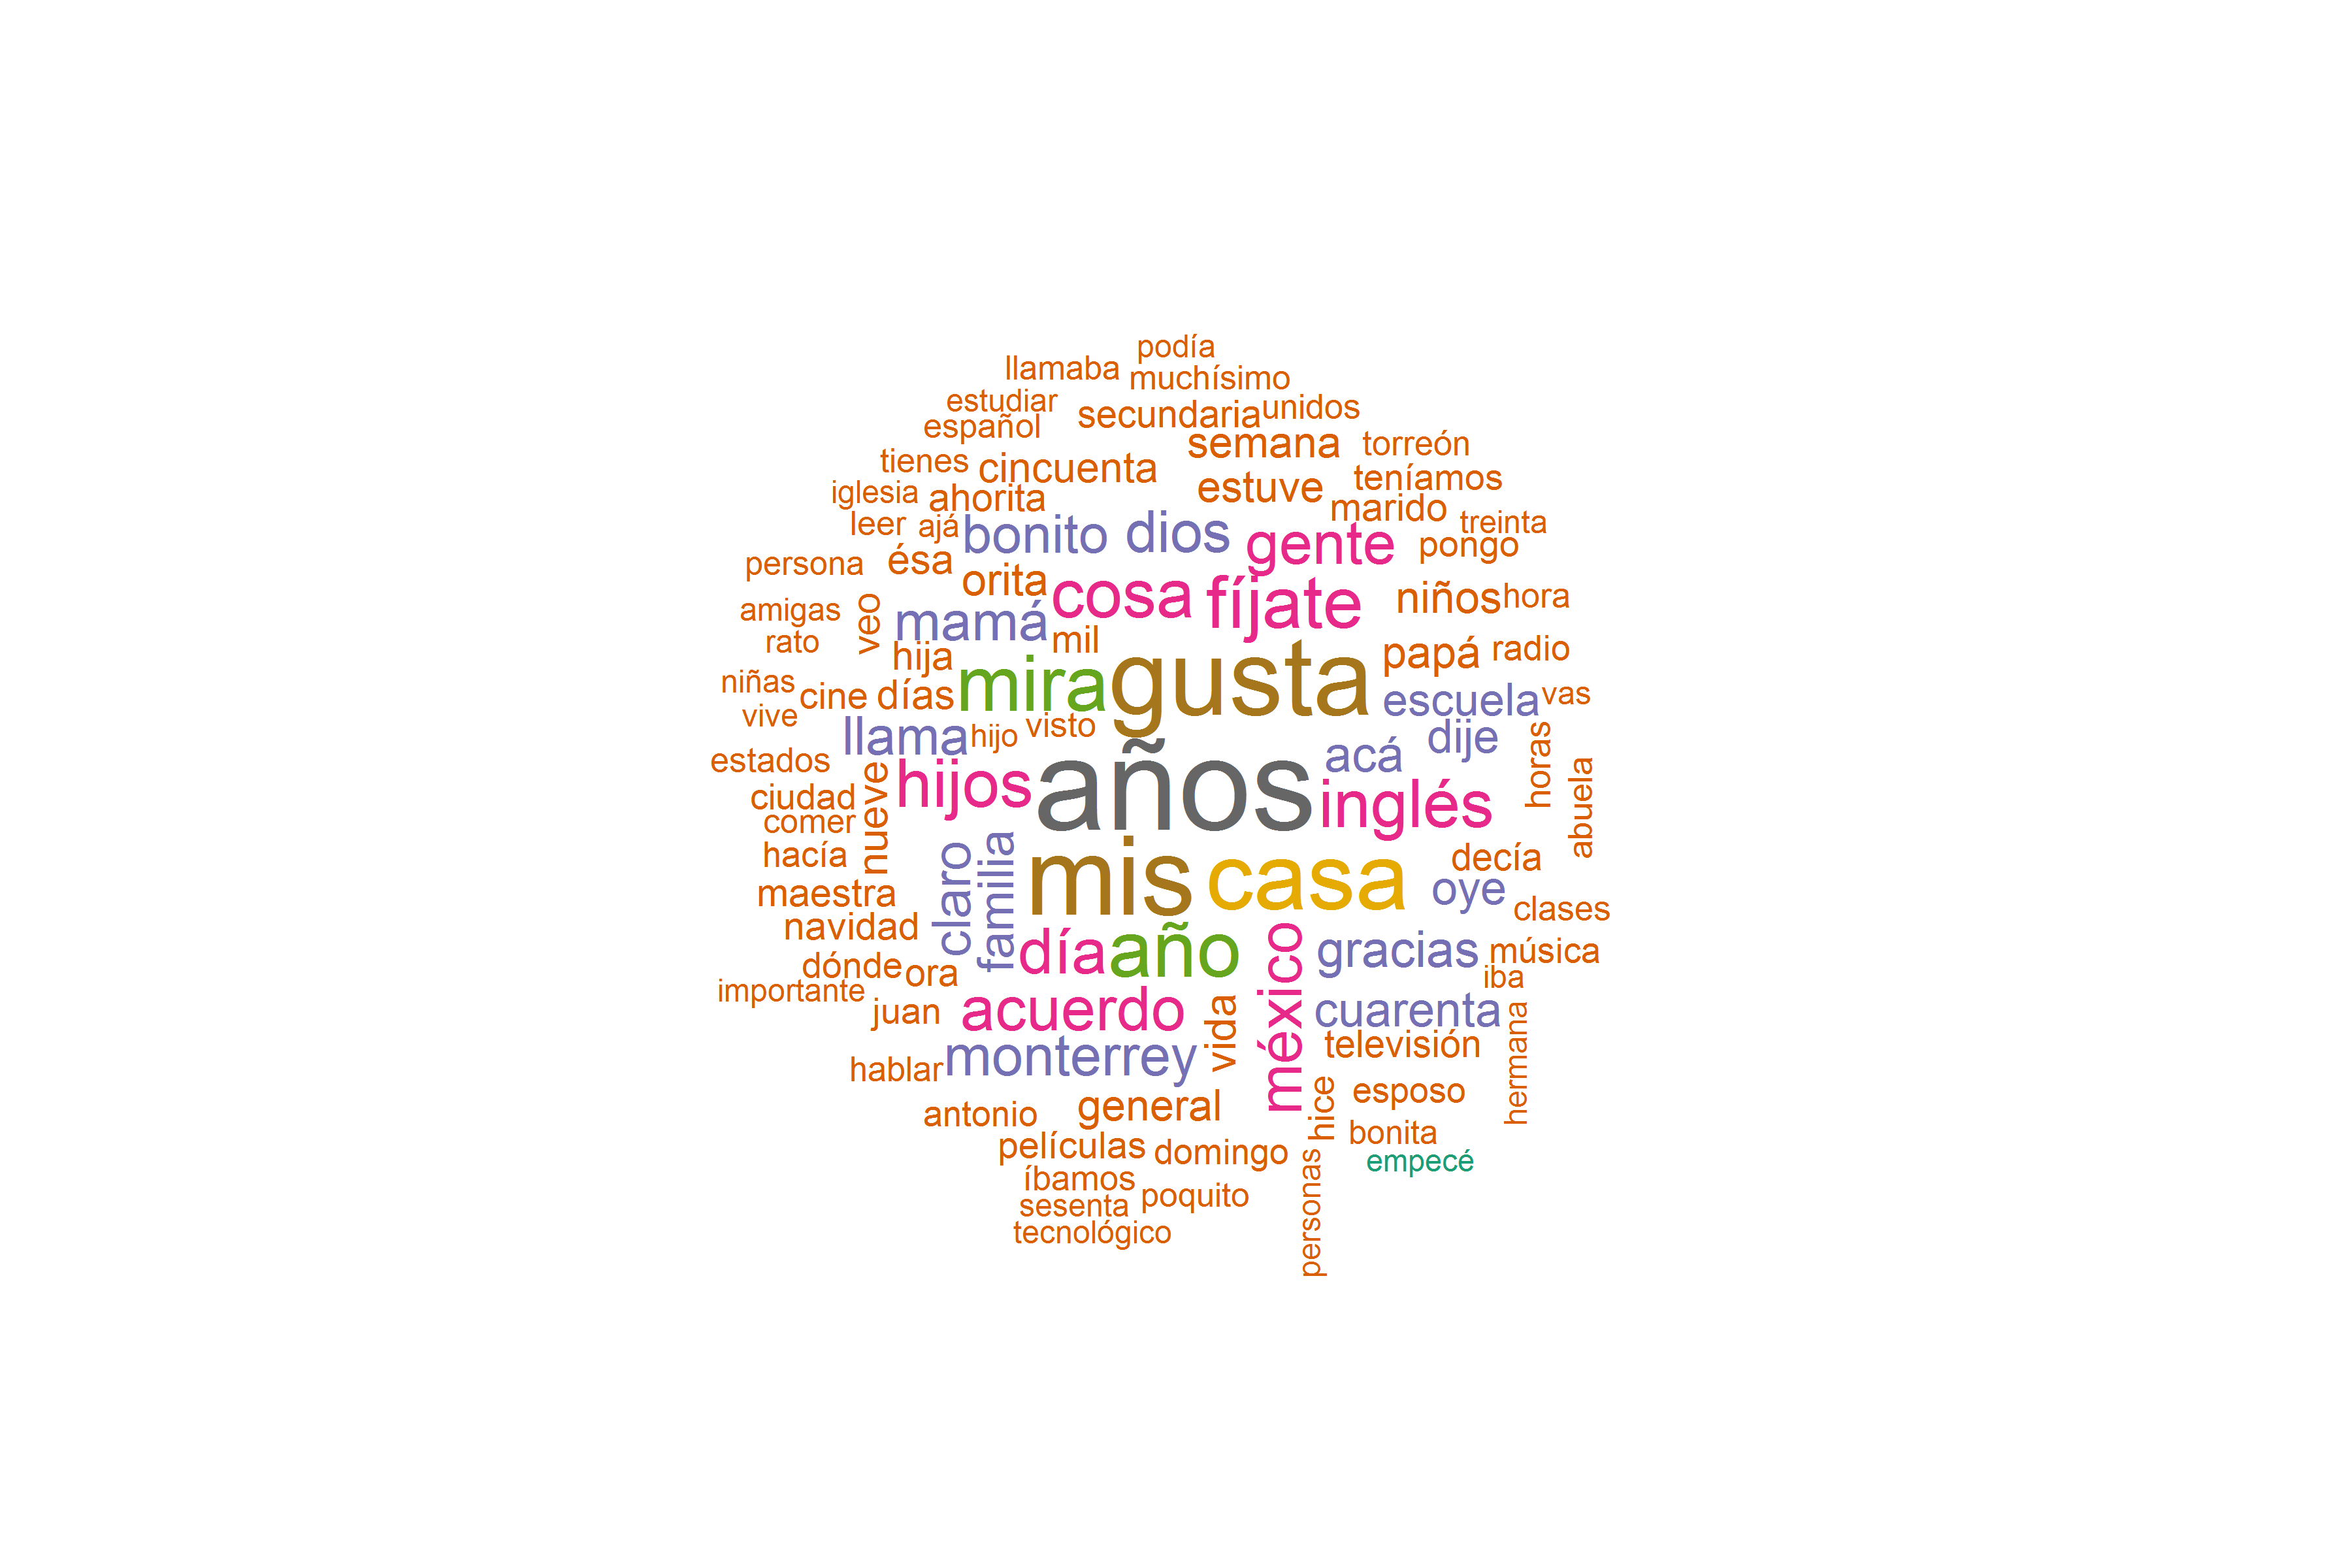 podía
llamaba
muchísimo
estudiar
secundaria
unidos
español
semana
torreón
tienes
cincuenta
estuve
teníamos
iglesia
ahorita
marido
leer
ajá
bonito
dios
gente
treinta
pongo
persona
ésa
orita
cosa
fíjate
niños
hora
amigas
veo
mamá
mil
rato
hija
mira
gusta
papá
radio
niñas
cine
días
escuela
vas
vive
llama
hijo
visto
dije
estados
acá
horas
abuela
ciudad
nueve
hijos
años
inglés
comer
hacía
claro
familia
mis
casa
decía
oye
maestra
clases
navidad
día
año
méxico
gracias
música
dónde
ora
iba
importante
juan
acuerdo
vida
cuarenta
hermana
hablar
monterrey
televisión
antonio
general
hice
esposo
películas
domingo
bonita
empecé
íbamos
personas
sesenta
poquito
tecnológico